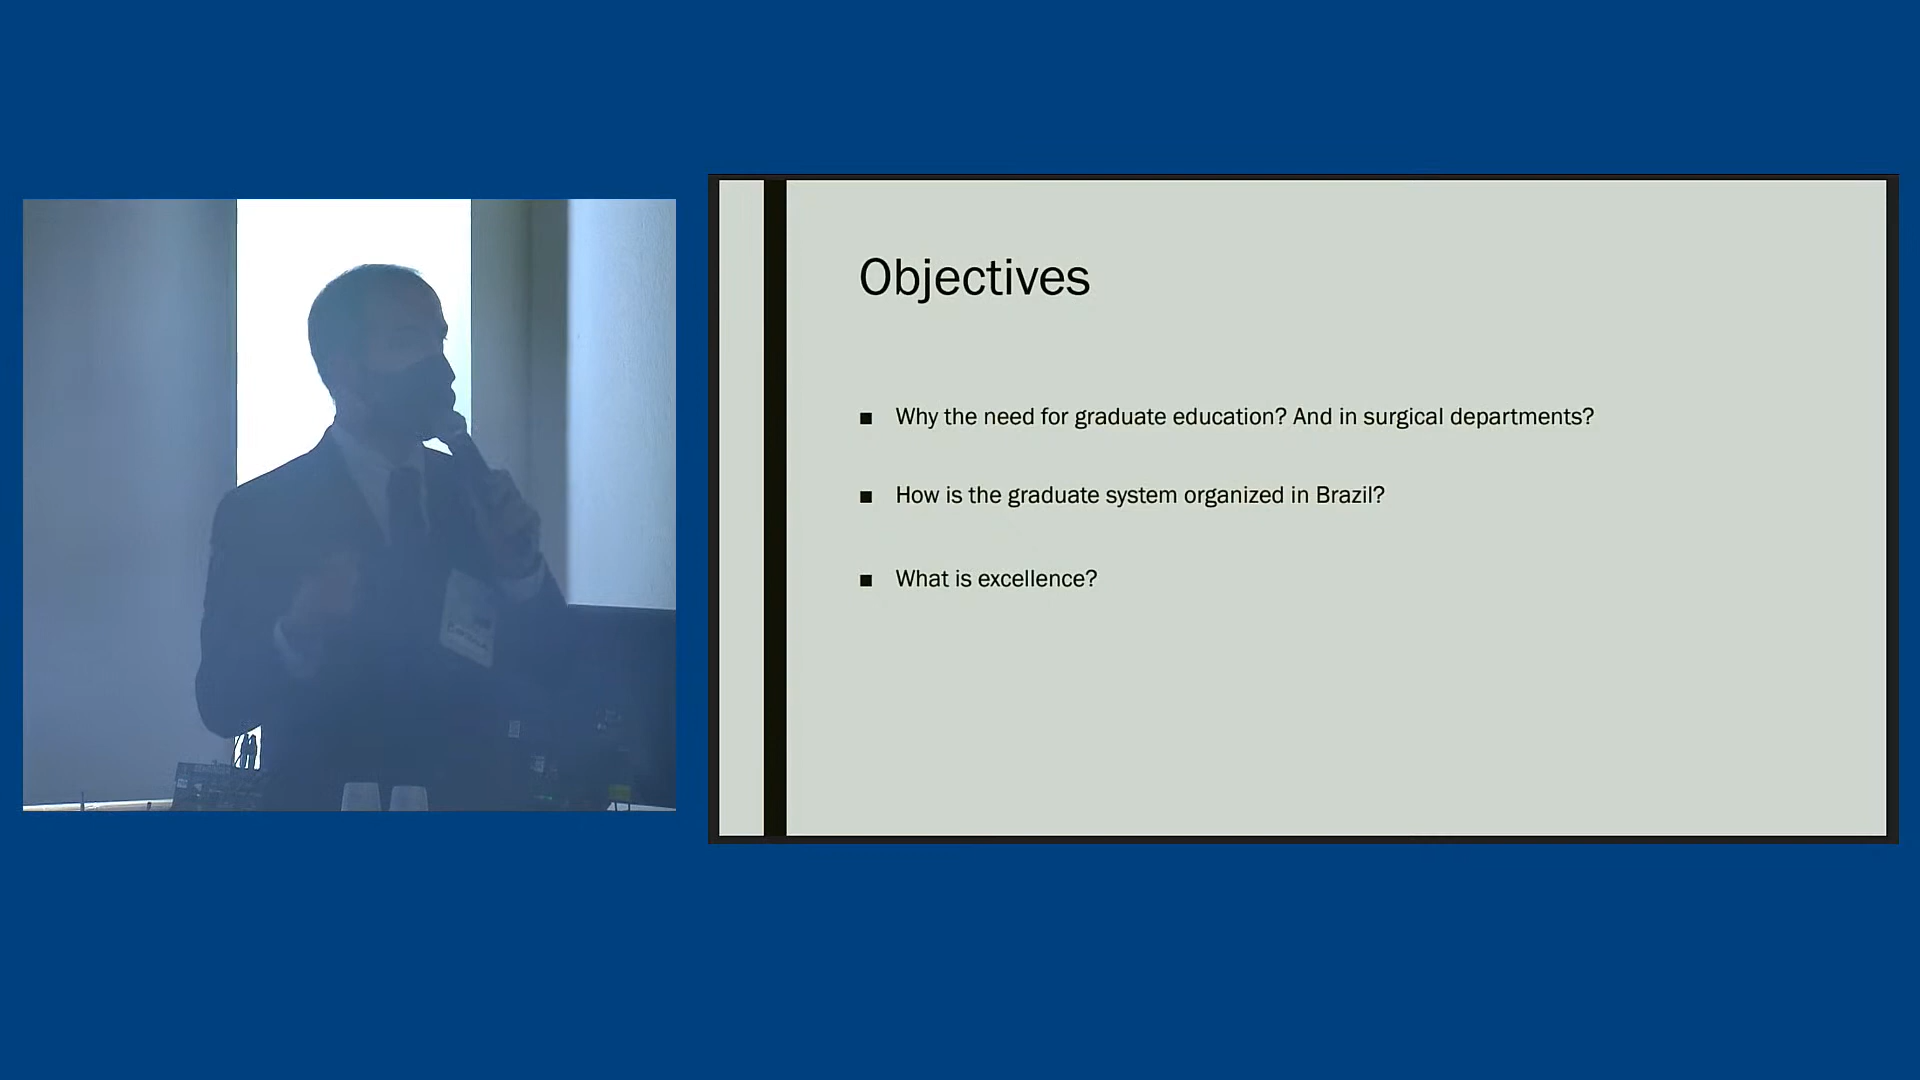 Objectives
■ Why the need for graduate education? And in surgical departments?
■ How is the graduate system organized in Brazil?
■ What is excellence?